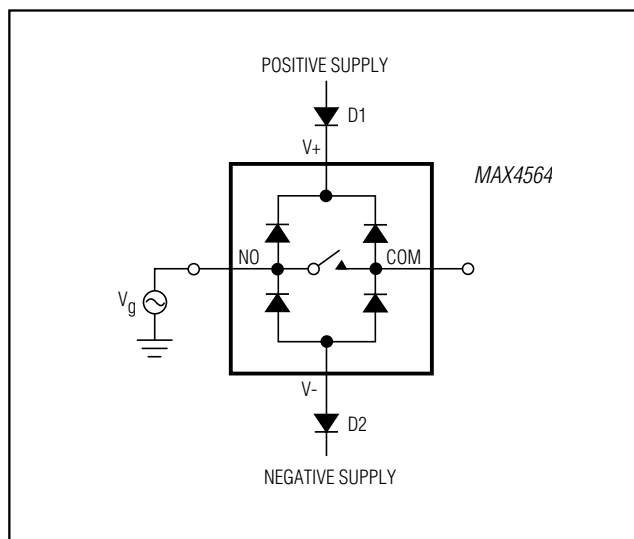 POSITIVE SUPPLY
D1
V+
MAX4564
NO
COM
Vg
V-
D2
NEGATIVE SUPPLY